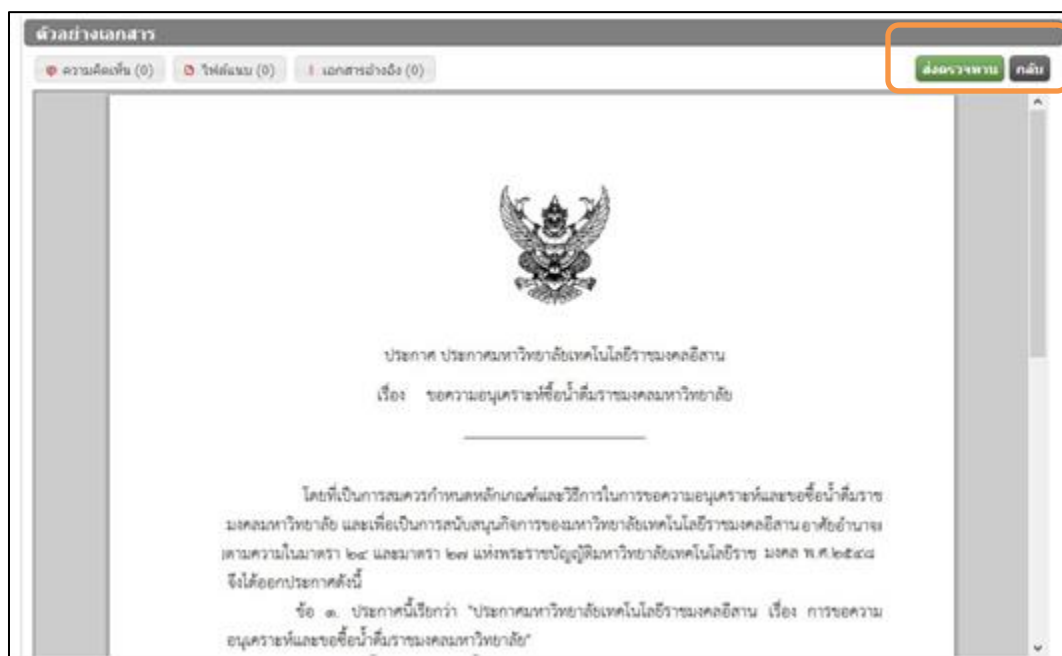 ตัวอย่างเอกสาร
ความคิดเห็น (0) ไฟล์แนบ (0) เอกสารอ้างอิง (0) ส่งตรวจทาน กลับ
ประกาศ ประกาศมหาวิทยาลัยเทคโนโลยีราชมงคลอีสาน
เรื่อง ขอความอนุเคราะห์ซื้อน้ำดื่มราชมงคลมหาวิทยาลัย
โดยที่เป็นการสมควรกำหนดหลักเกณฑ์และวิธีการในการขอความอนุเคราะห์และขอซื้อน้ำดื่มราช
มงคลมหาวิทยาลัย และเพื่อเป็นการสนับสนุนกิจการของมหาวิทยาลัยเทคโนโลยีราชมงคลอีสาน อาศัยอำนาจ
ตามความในมาตรา ๒๔ และมาตรา ๒๗ แห่งพระราชบัญญัติมหาวิทยาลัยเทคโนโลยีราช มงคล พ.ศ.๒๕๔๘
จึงได้ออกประกาศดังนี้
ข้อ ๑. ประกาศนี้เรียกว่า "ประกาศมหาวิทยาลัยเทคโนโลยีราชมงคลอีสาน เรื่อง การขอความ
อนุเคราะห์และขอซื้อน้ำดื่มราชมงคลมหาวิทยาลัย"